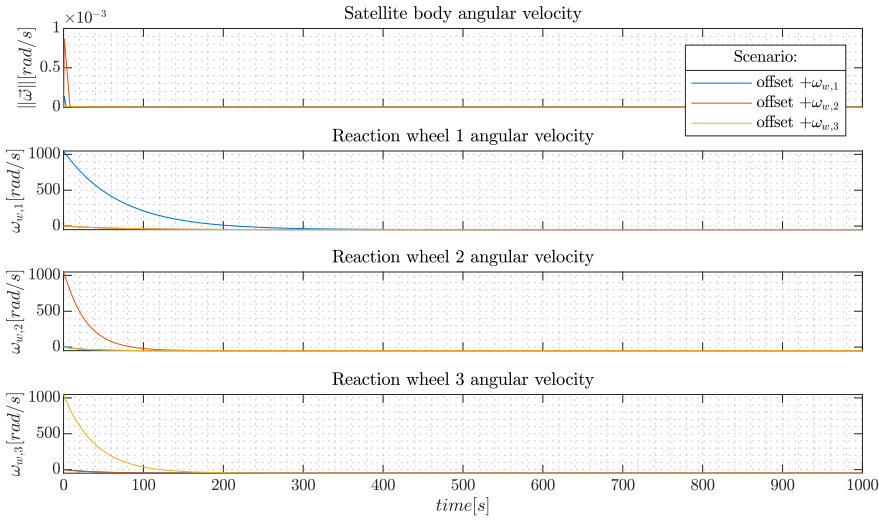 Satellite body angular velocity
×10⁻³
1
0.5
0
||ω⃗||[rad/s]
Scenario:
offset +ω_{w,1}
offset +ω_{w,2}
offset +ω_{w,3}
Reaction wheel 1 angular velocity
1000
500
0
ω_{w,1}[rad/s]
Reaction wheel 2 angular velocity
1000
500
0
ω_{w,2}[rad/s]
Reaction wheel 3 angular velocity
1000
500
0
ω_{w,3}[rad/s]
0 100 200 300 400 500 600 700 800 900 1000
time[s]